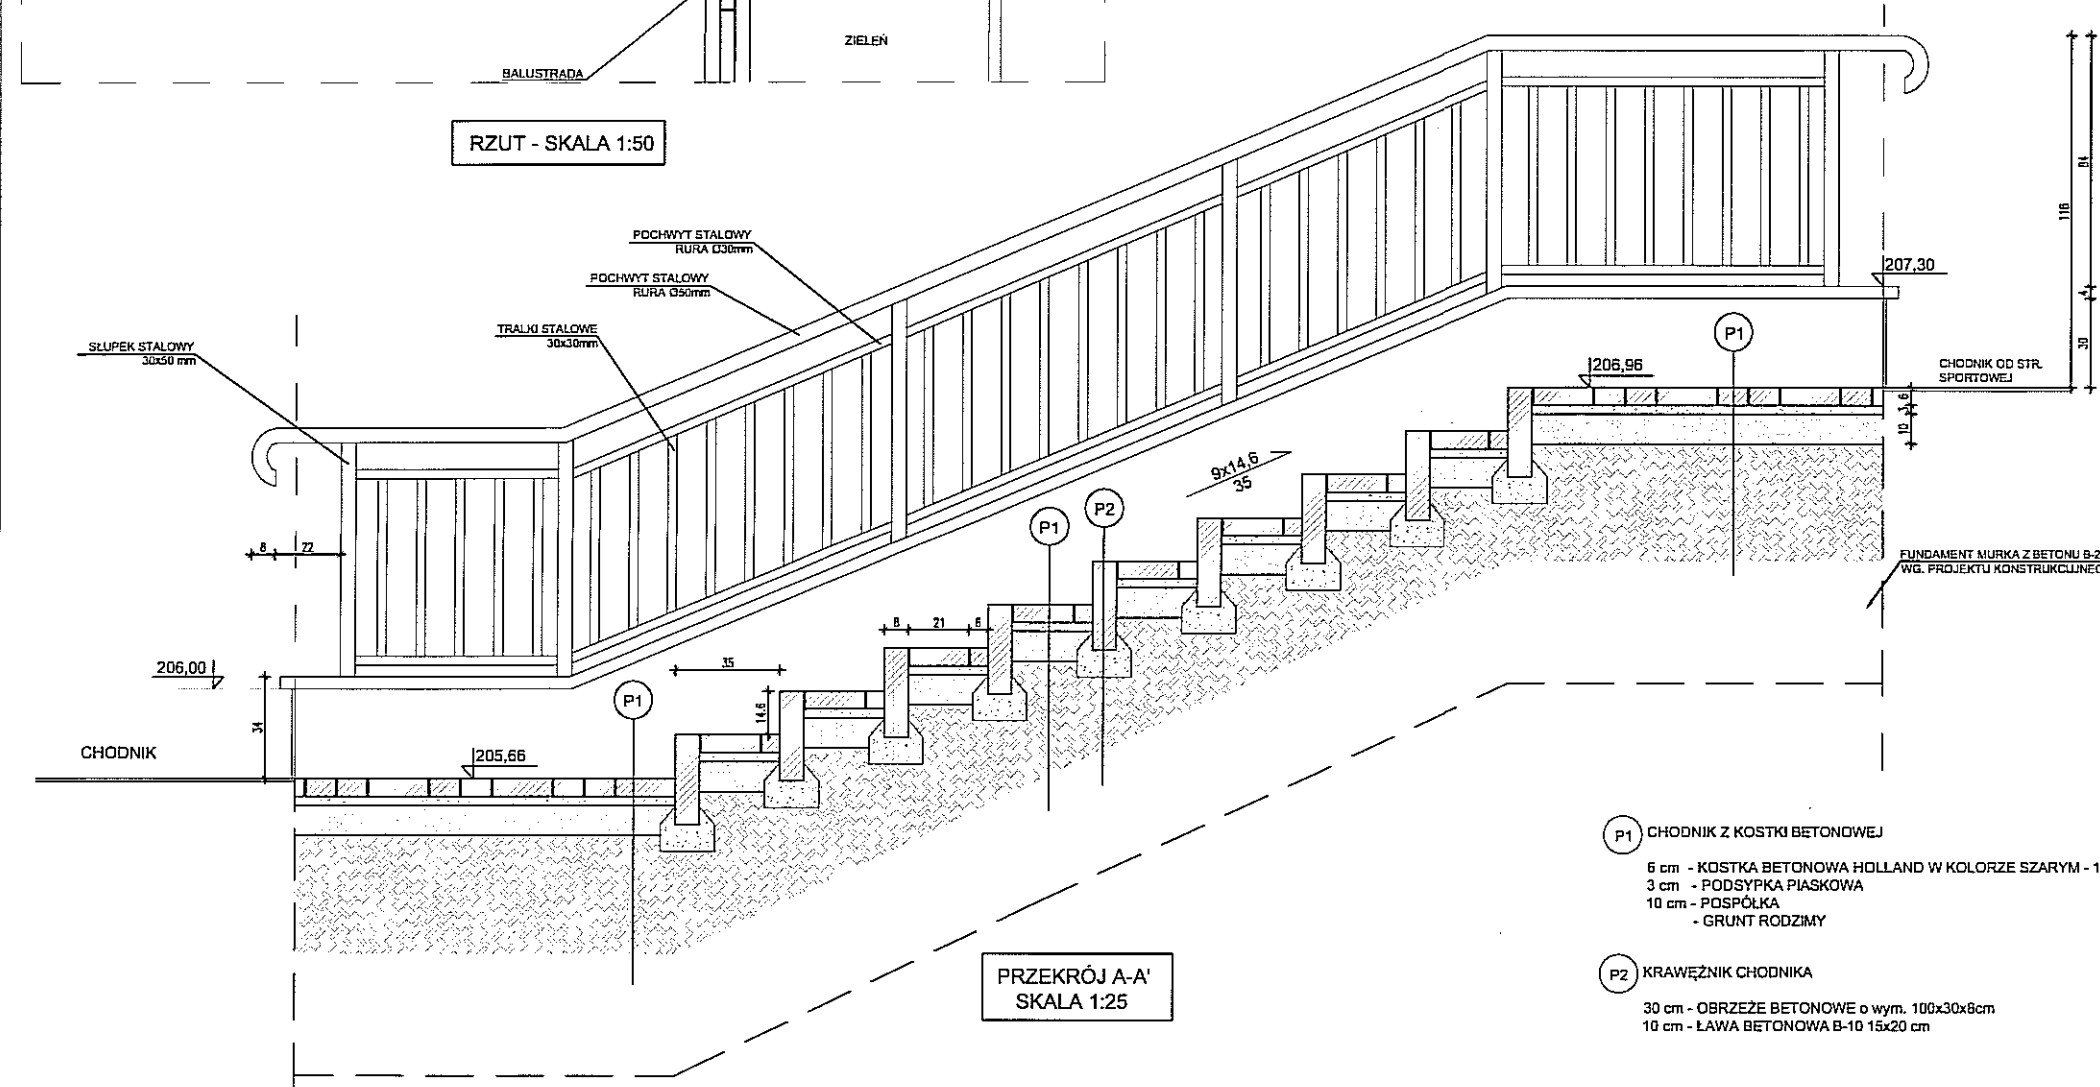 ZIELEŃ
BALUSTRADA
RZUT - SKALA 1:50
POCHWYT STALOWY
RURA Ø30mm
POCHWYT STALOWY
RURA Ø50mm
TRALKI STALOWE
30x30mm
SŁUPEK STALOWY
30x50 mm
84
116
4
30
207,30
P1
206,96
CHODNIK OD STR.
SPORTOWEJ
6
3
10
9x14,6
35
P1
P2
8
22
FUNDAMENT MURKA Z BETONU B-2
WG. PROJEKTU KONSTRUKCIJNEG
8
21
6
35
14,6
206,00
34
P1
CHODNIK
205,66
P1
CHODNIK Z KOSTKI BETONOWEJ
6 cm - KOSTKA BETONOWA HOLLAND W KOLORZE SZARYM - 1
3 cm - PODSYPKA PIASKOWA
10 cm - POSPÓŁKA
- GRUNT RODZIMY
P2
KRAWĘŻNIK CHODNIKA
30 cm - OBRZEŻE BETONOWE o wym. 100x30x8cm
10 cm - ŁAWA BETONOWA B-10 15x20 cm
PRZEKRÓJ A-A'
SKALA 1:25